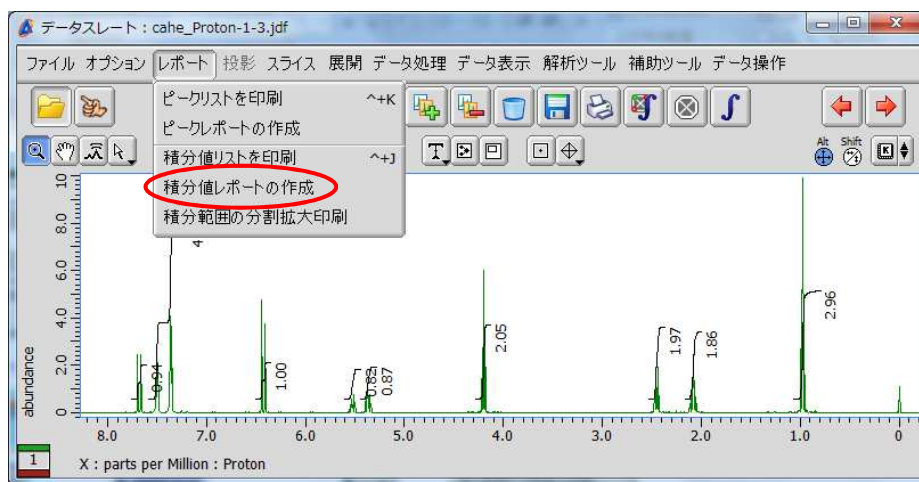 データスレート : cahe_Proton-1-3.jdf
ファイル オプション レポート 投影 スライス 展開 データ処理 データ表示 解析ツール 補助ツール データ操作
ピークリストを印刷 ^+K
ピークレポートの作成
積分値リストを印刷 ^+J
積分値レポートの作成
積分範囲の分割拡大印刷
T
Alt
Shift
K
abundance
0
2.0
4.0
6.0
8.0
10
0.94
4
1.00
0.82
0.87
2.05
1.97
1.86
2.96
8.0 7.0 6.0 5.0 4.0 3.0 2.0 1.0 0
1
X : parts per Million : Proton